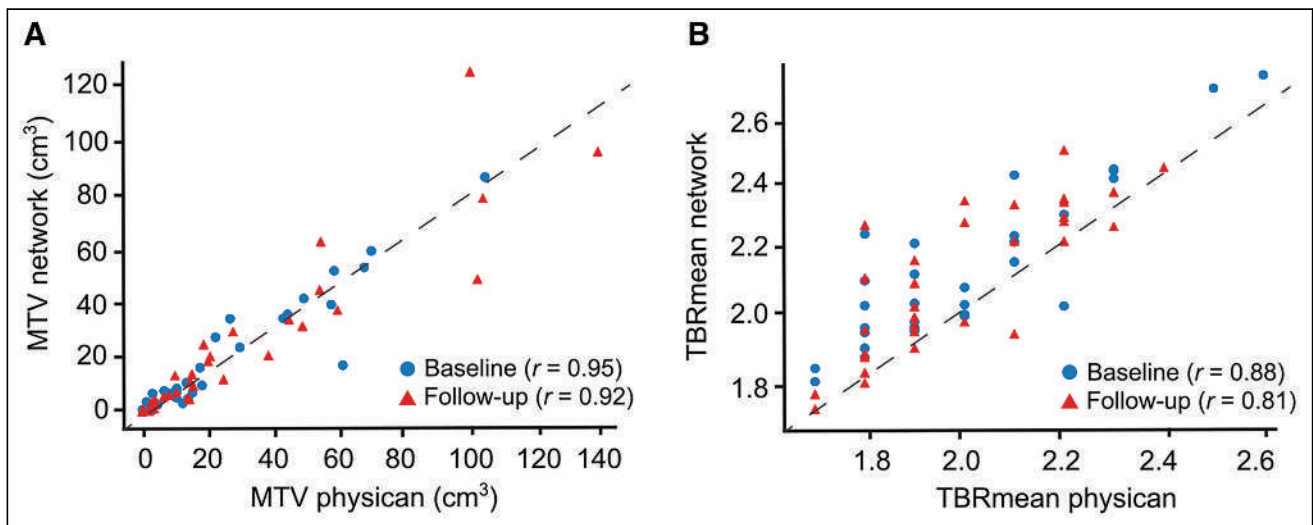 A
120
100
80
60
40
20
0
MTV network (cm³)
0 20 40 60 80 100 120 140
MTV physican (cm³)
Baseline (r = 0.95)
Follow-up (r = 0.92)
B
2.6
2.4
2.2
2.0
1.8
TBRmean network
1.8 2.0 2.2 2.4 2.6
TBRmean physican
Baseline (r = 0.88)
Follow-up (r = 0.81)